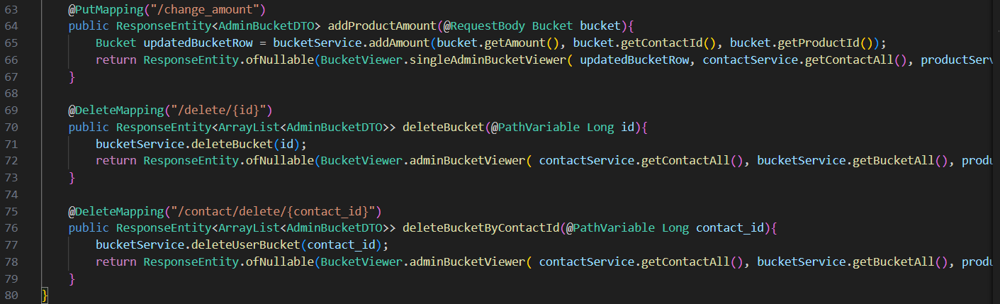 63 @PutMapping("/change_amount")
64 public ResponseEntity<AdminBucketDTO> addProductAmount(@RequestBody Bucket bucket){
65 Bucket updatedBucketRow = bucketService.addAmount(bucket.getAmount(), bucket.getContactId(), bucket.getProductId());
66 return ResponseEntity.ofNullable(BucketViewer.singleAdminBucketViewer( updatedBucketRow, contactService.getContactAll(), productServ
67 }
68
69 @DeleteMapping("/delete/{id}")
70 public ResponseEntity<ArrayList<AdminBucketDTO>> deleteBucket(@PathVariable Long id){
71 bucketService.deleteBucket(id);
72 return ResponseEntity.ofNullable(BucketViewer.adminBucketViewer( contactService.getContactAll(), bucketService.getBucketAll(), produ
73 }
74
75 @DeleteMapping("/contact/delete/{contact_id}")
76 public ResponseEntity<ArrayList<AdminBucketDTO>> deleteBucketByContactId(@PathVariable Long contact_id){
77 bucketService.deleteUserBucket(contact_id);
78 return ResponseEntity.ofNullable(BucketViewer.adminBucketViewer( contactService.getContactAll(), bucketService.getBucketAll(), produ
79 }
80 }